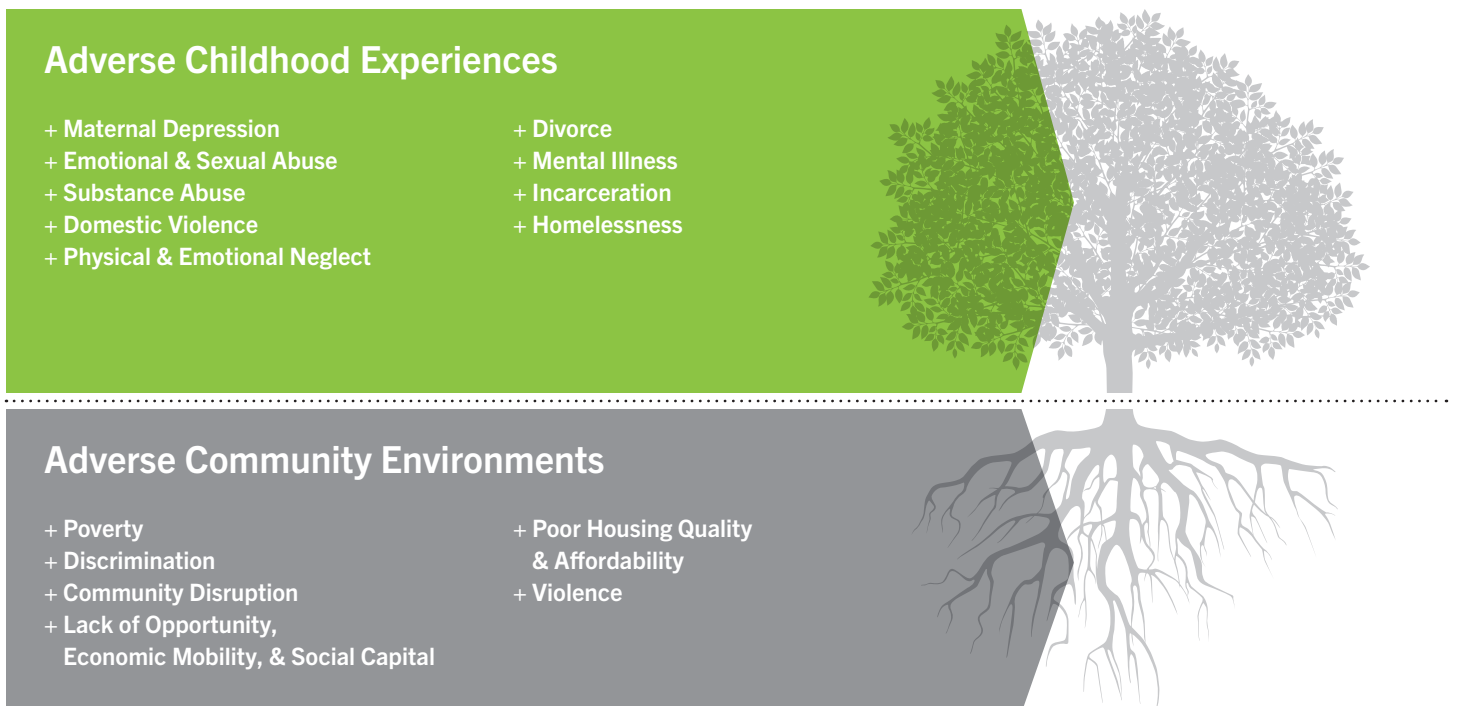 Adverse Childhood Experiences
+ Maternal Depression
+ Emotional & Sexual Abuse
+ Substance Abuse
+ Domestic Violence
+ Physical & Emotional Neglect
+ Divorce
+ Mental Illness
+ Incarceration
+ Homelessness
Adverse Community Environments
+ Poverty
+ Discrimination
+ Community Disruption
+ Lack of Opportunity,
Economic Mobility, & Social Capital
+ Poor Housing Quality
& Affordability
+ Violence